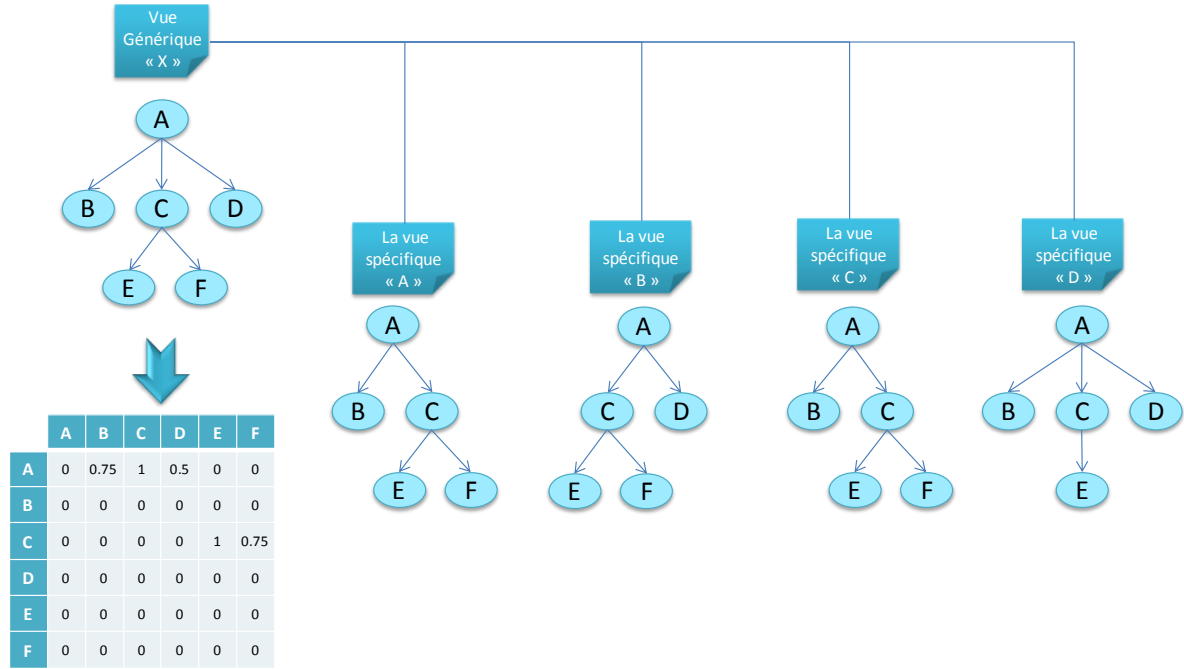 Vue
Générique
« X »
A
B C D
E F
La vue
spécifique
« A »
La vue
spécifique
« B »
La vue
spécifique
« C »
La vue
spécifique
« D »
A
B C
E F
A
C D
E F
A
B C
E F
A
B C D
E
A B C D E F
A 0 0.75 1 0.5 0 0
B 0 0 0 0 0 0
C 0 0 0 0 1 0.75
D 0 0 0 0 0 0
E 0 0 0 0 0 0
F 0 0 0 0 0 0